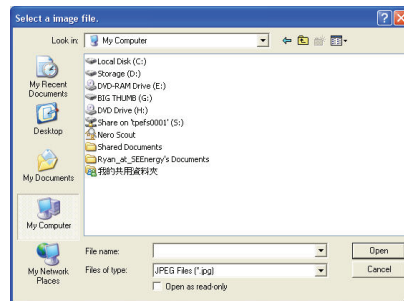 Select a image file.
Look in: My Computer
My Recent
Documents
Desktop
My Documents
My Computer
My Network
Places
Local Disk (C:)
Storage (D:)
DVD-RAM Drive (E:)
BIG THUMB (G:)
DVD Drive (H:)
Share on 'tpefs0001' (S:)
Nero Scout
Shared Documents
Ryan_at_SEEnergy's Documents
我的共用資料夾
File name:
Open
Files of type: JPEG Files (*.jpg)
Cancel
Open as read-only